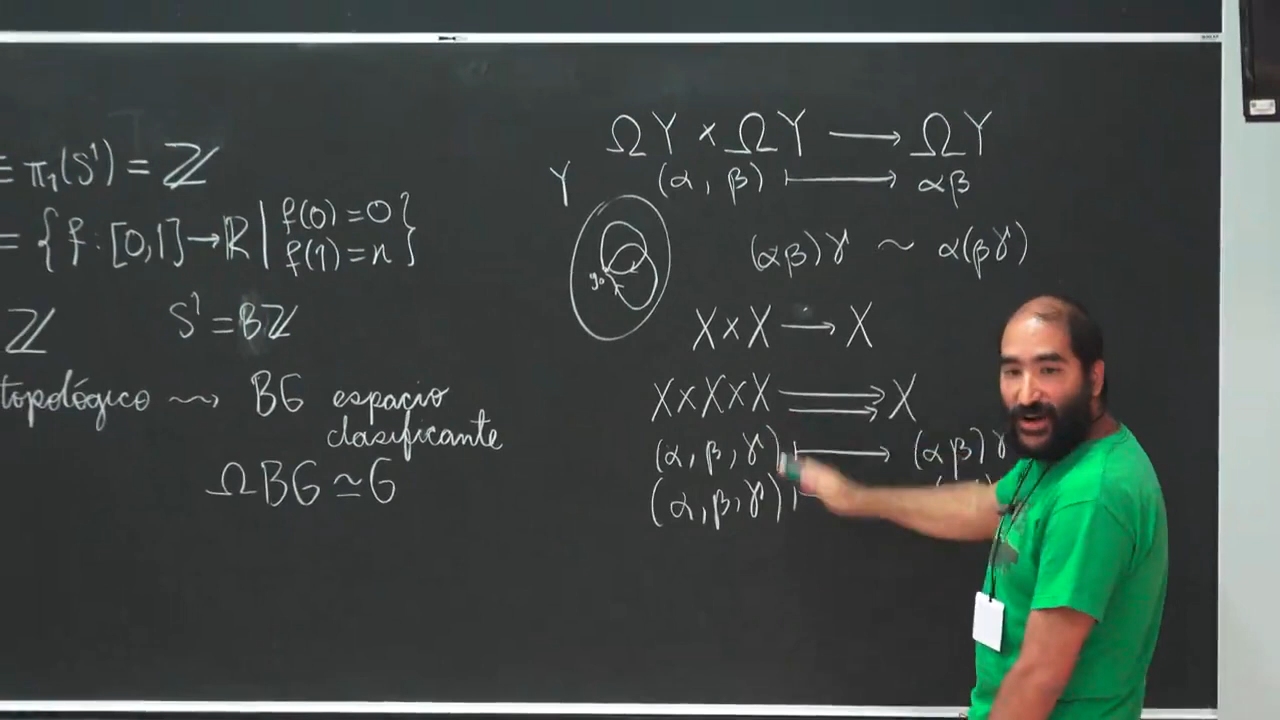 = π₁(S¹) = ℤ
= {f : [0,1] → ℝ | f(0) = 0
f(1) = n}
ℤ S¹ = Bℤ
topológico ⇝ BG espacio
clasificante
ΩBG ≃ G
ΩY × ΩY ⟶ ΩY
(α, β) ⟼ αβ
Y
y₀
(αβ)γ ~ α(βγ)
X×X → X
X×X×X ⇉ X
(α, β, γ) ⟼ (αβ)γ
(α, β, γ)